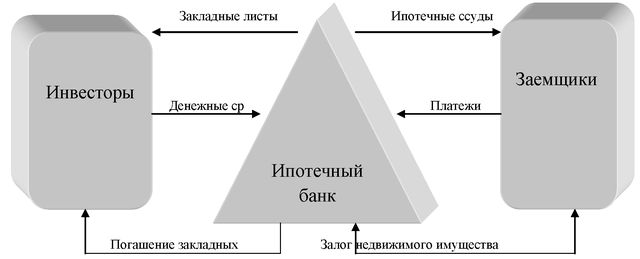 Закладные листы
Ипотечные ссуды
Инвесторы
Заемщики
Денежные ср
Платежи
Ипотечный
банк
Погашение закладных
Залог недвижимого имущества